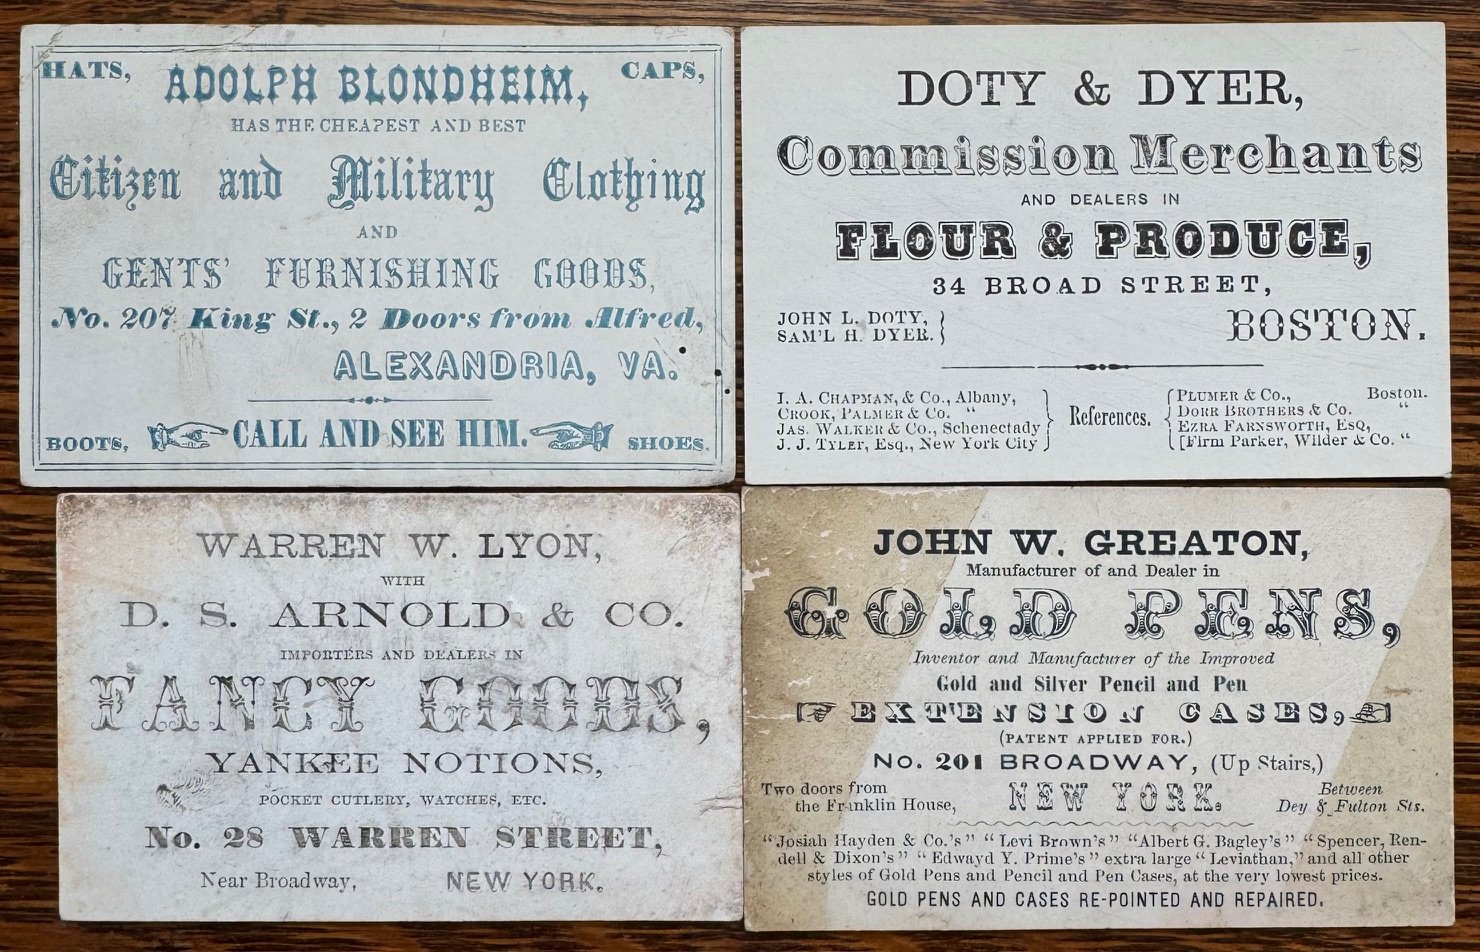 HATS, ADOLPH BLONDHEIM, CAPS,
HAS THE CHEAPEST AND BEST
Citizen and Military Clothing
AND
GENTS' FURNISHING GOODS,
No. 207 King St., 2 Doors from Alfred,
ALEXANDRIA, VA.
BOOTS, CALL AND SEE HIM. SHOES.
DOTY & DYER,
Commission Merchants
AND DEALERS IN
FLOUR & PRODUCE,
34 BROAD STREET,
JOHN L. DOTY,
SAM'L H. DYER.
BOSTON.
I. A. CHAPMAN, & Co., Albany,
CROOK, PALMER & Co. "
JAS. WALKER & Co., Schenectady
J. J. TYLER, Esq., New York City
References.
PLUMER & Co., Boston.
DORR BROTHERS & Co. "
EZRA FARNSWORTH, ESQ,
[Firm Parker, Wilder & Co. "
WARREN W. LYON,
WITH
D. S. ARNOLD & CO.
IMPORTERS AND DEALERS IN
FANCY GOODS,
YANKEE NOTIONS,
POCKET CUTLERY, WATCHES, ETC.
No. 28 WARREN STREET,
Near Broadway, NEW YORK.
JOHN W. GREATON,
Manufacturer of and Dealer in
GOLD PENS,
Inventor and Manufacturer of the Improved
Gold and Silver Pencil and Pen
EXTENSION CASES,
(PATENT APPLIED FOR.)
No. 201 BROADWAY, (Up Stairs,)
Two doors from
the Franklin House,
NEW YORK.
Between
Dey & Fulton Sts.
"Josiah Hayden & Co.'s" "Levi Brown's" "Albert G. Bagley's" "Spencer, Ren-
dell & Dixon's" "Edwayd Y. Prime's" extra large "Leviathan," and all other
styles of Gold Pens and Pencil and Pen Cases, at the very lowest prices.
GOLD PENS AND CASES RE-POINTED AND REPAIRED.